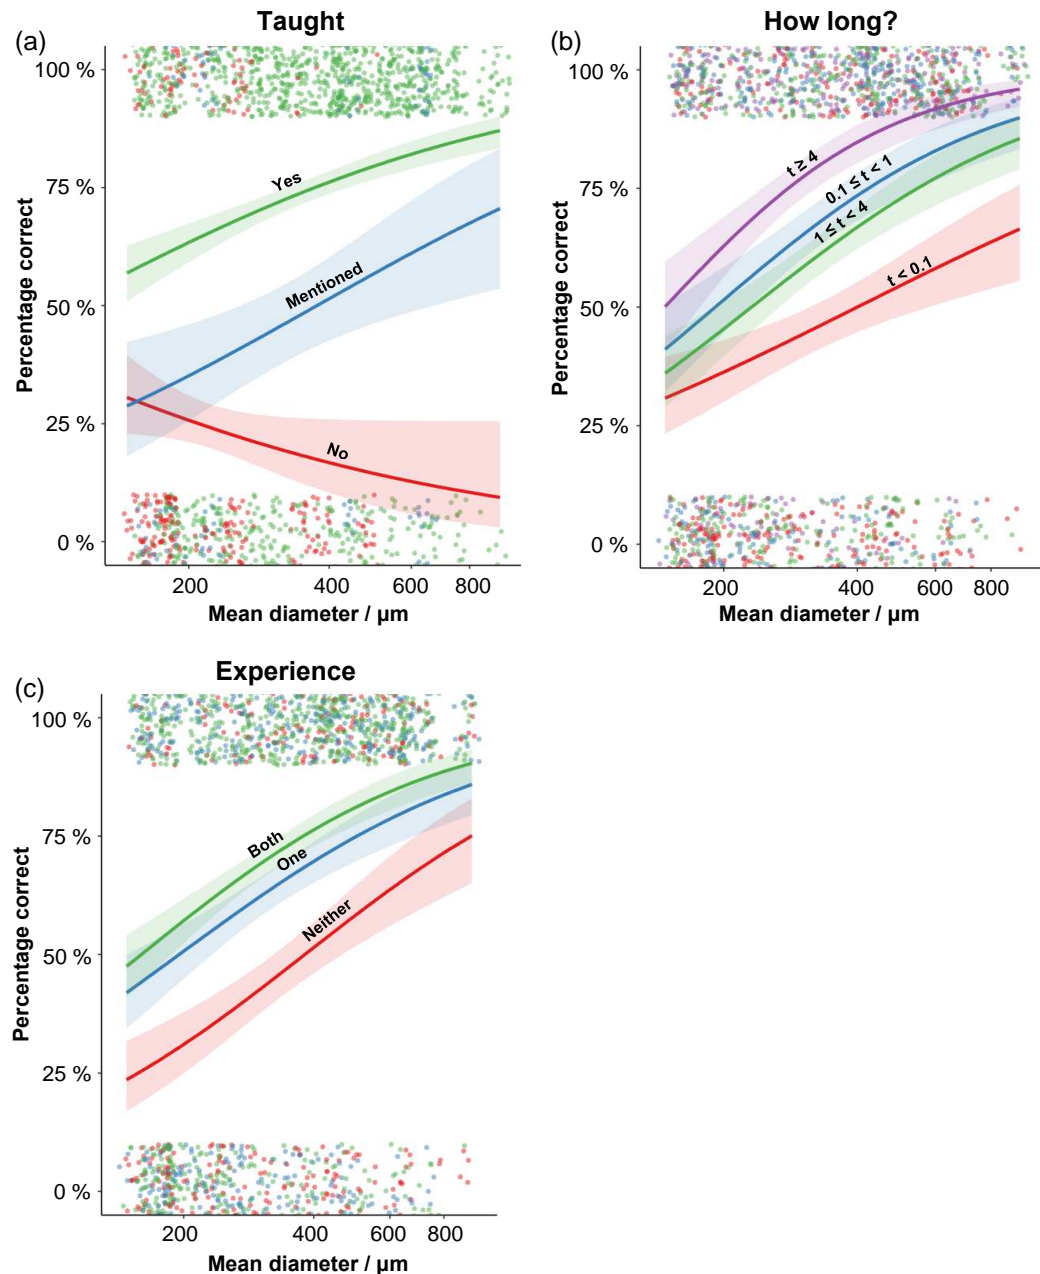 Taught
(a)
100 %
75 %
50 %
25 %
0 %
Percentage correct
Yes
Mentioned
No
200
400
600
800
Mean diameter / µm
How long?
(b)
100 %
75 %
50 %
25 %
0 %
Percentage correct
t ≥ 4
0.1 ≤ t < 1
1 ≤ t < 4
t < 0.1
200
400
600
800
Mean diameter / µm
Experience
(c)
100 %
75 %
50 %
25 %
0 %
Percentage correct
Both
One
Neither
200
400
600
800
Mean diameter / µm